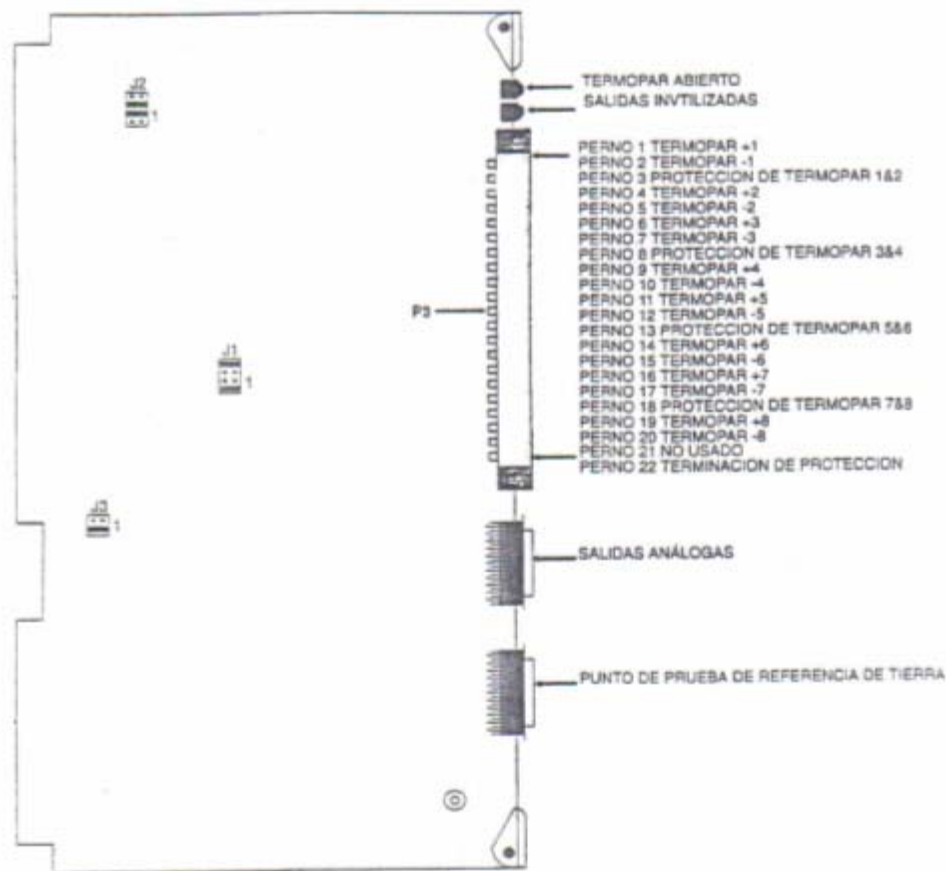 J2
1
TERMOPAR ABIERTO
SALIDAS INVTILIZADAS
PERNO 1 TERMOPAR +1
PERNO 2 TERMOPAR -1
PERNO 3 PROTECCION DE TERMOPAR 1&2
PERNO 4 TERMOPAR +2
PERNO 5 TERMOPAR -2
PERNO 6 TERMOPAR +3
PERNO 7 TERMOPAR -3
PERNO 8 PROTECCION DE TERMOPAR 3&4
PERNO 9 TERMOPAR +4
PERNO 10 TERMOPAR -4
PERNO 11 TERMOPAR +5
PERNO 12 TERMOPAR -5
PERNO 13 PROTECCION DE TERMOPAR 5&6
PERNO 14 TERMOPAR +6
PERNO 15 TERMOPAR -6
PERNO 16 TERMOPAR +7
PERNO 17 TERMOPAR -7
PERNO 18 PROTECCION DE TERMOPAR 7&8
PERNO 19 TERMOPAR +8
PERNO 20 TERMOPAR -8
PERNO 21 NO USADO
PERNO 22 TERMINACION DE PROTECCION
P3
J1
1
J3
1
SALIDAS ANÁLOGAS
PUNTO DE PRUEBA DE REFERENCIA DE TIERRA